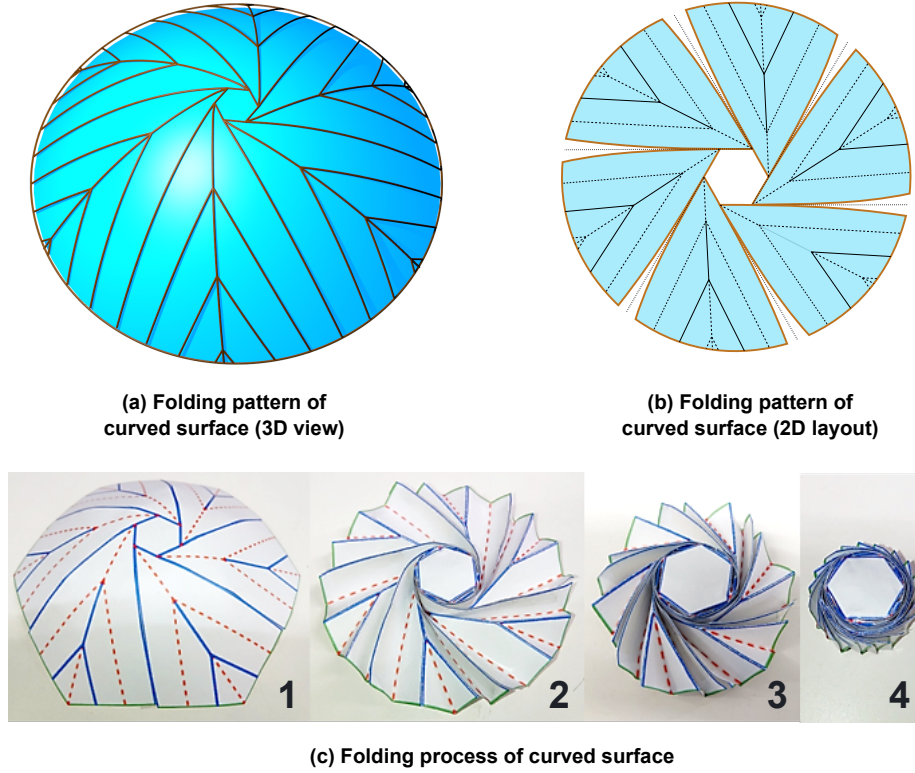 (a) Folding pattern of
curved surface (3D view)
(b) Folding pattern of
curved surface (2D layout)
1
2
3
4
(c) Folding process of curved surface